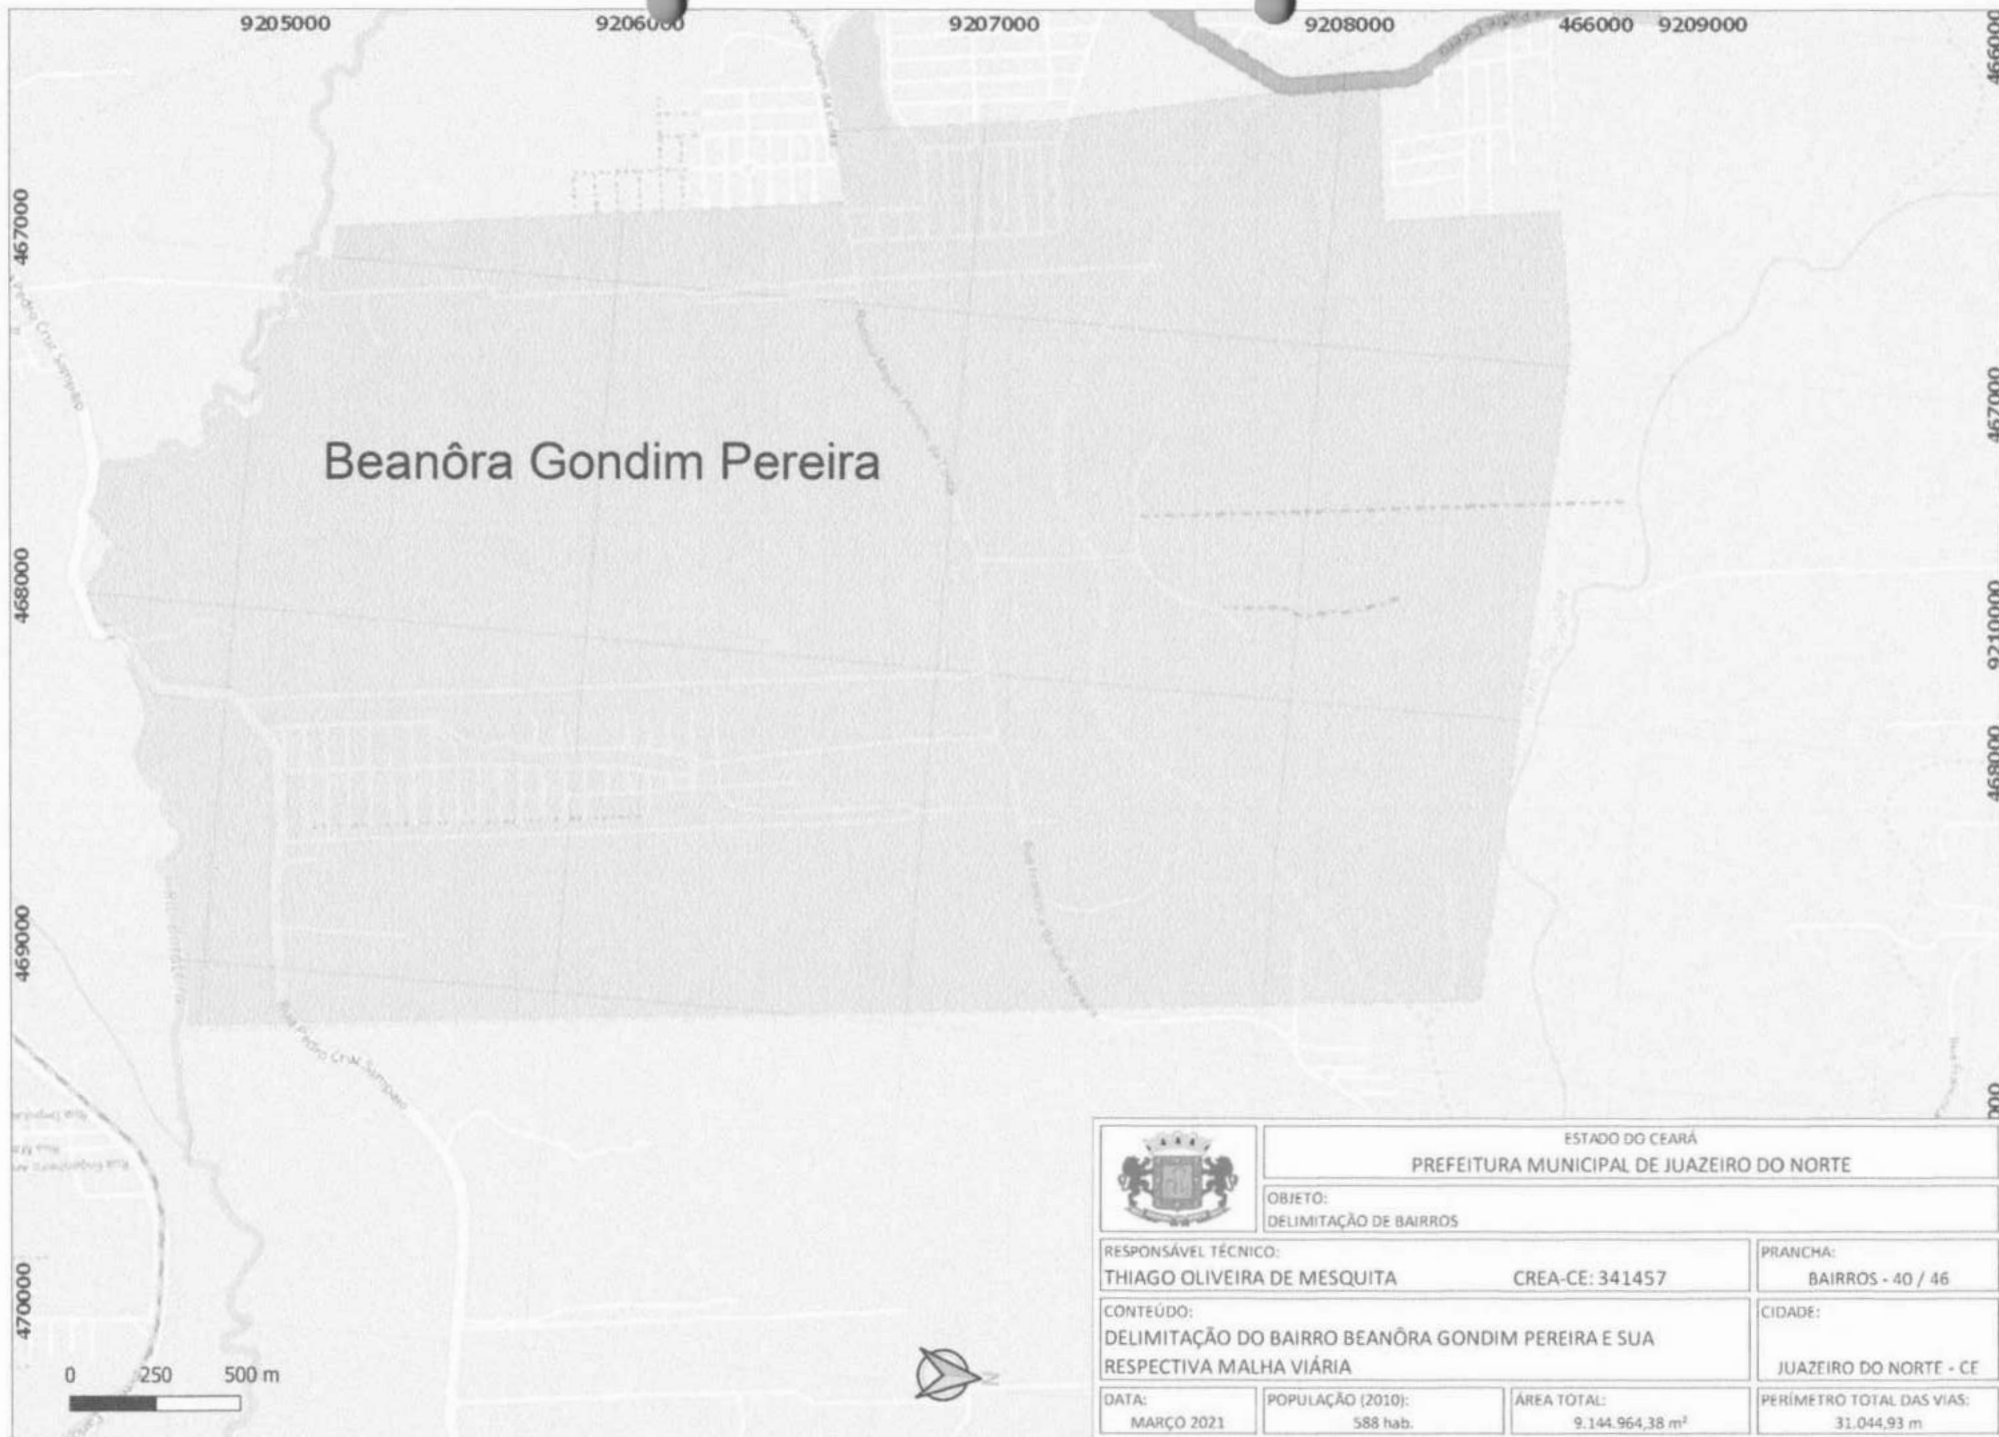 9205000
9206000
9207000
9208000
466000
9209000
466000
467000
467000
Pedro Cruz Sampaio
Beanôra Gondim Pereira
468000
9210000
468000
469000
Rua Pedro Cruz Sampaio
470000
0 250 500 m
N
ESTADO DO CEARÁ
PREFEITURA MUNICIPAL DE JUAZEIRO DO NORTE
OBJETO:
DELIMITAÇÃO DE BAIRROS
RESPONSÁVEL TÉCNICO:
THIAGO OLIVEIRA DE MESQUITA CREA-CE: 341457
PRANCHA:
BAIRROS - 40 / 46
CONTEÚDO:
DELIMITAÇÃO DO BAIRRO BEANÔRA GONDIM PEREIRA E SUA
RESPECTIVA MALHA VIÁRIA
CIDADE:
JUAZEIRO DO NORTE - CE
DATA:
MARÇO 2021
POPULAÇÃO (2010):
588 hab.
ÁREA TOTAL:
9.144.964,38 m²
PERÍMETRO TOTAL DAS VIAS:
31.044,93 m